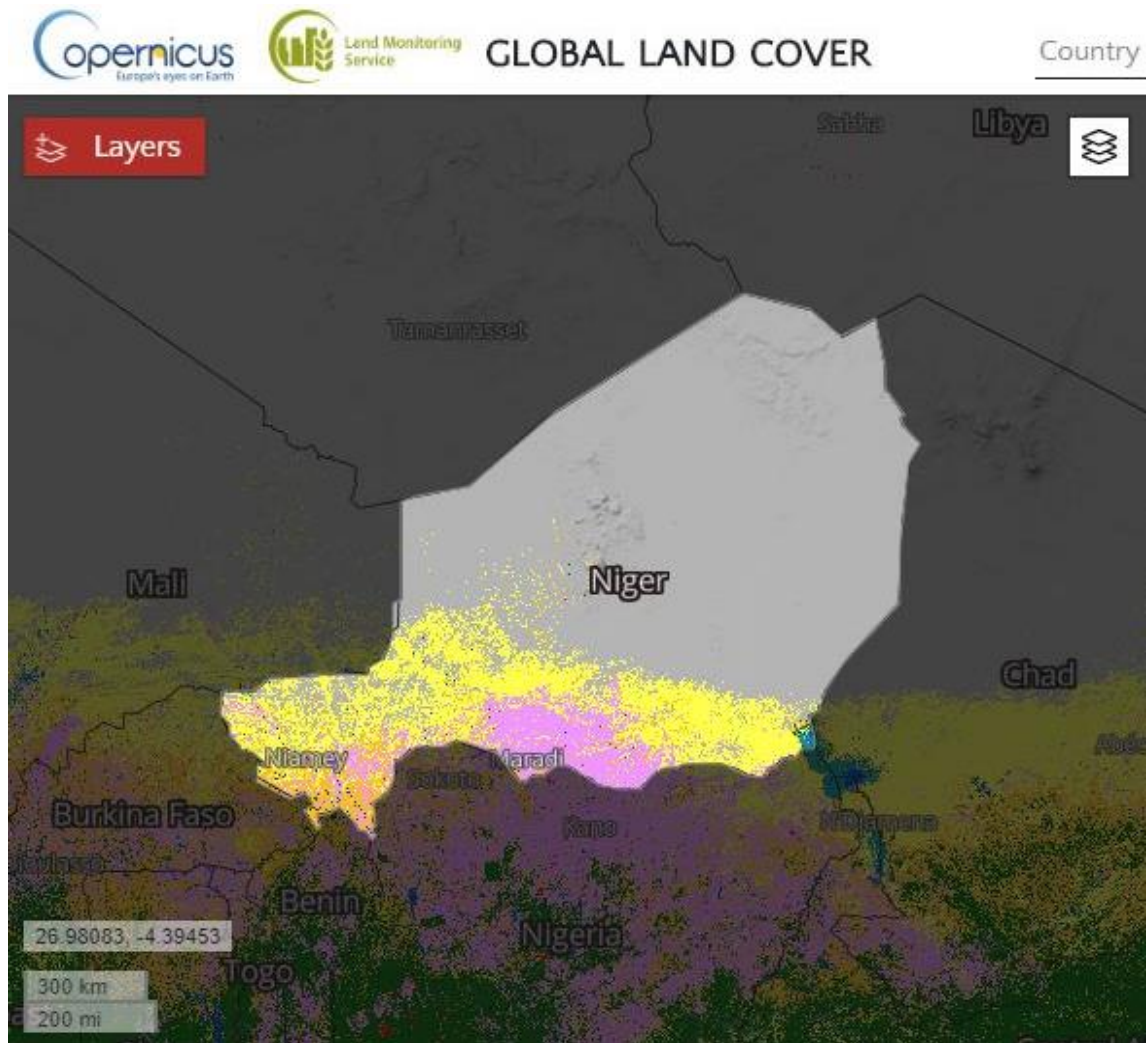 Copernicus
Europe's eyes on Earth
Land Monitoring
Service
GLOBAL LAND COVER
Country
Layers
Sabha
Libya
Tamanrasset
Mali
Niger
Chad
Niamey
Maradi
Sokoto
Burkina Faso
Kano
N'Djamena
Benin
Nigeria
26.98083, -4.39453
Togo
300 km
200 mi